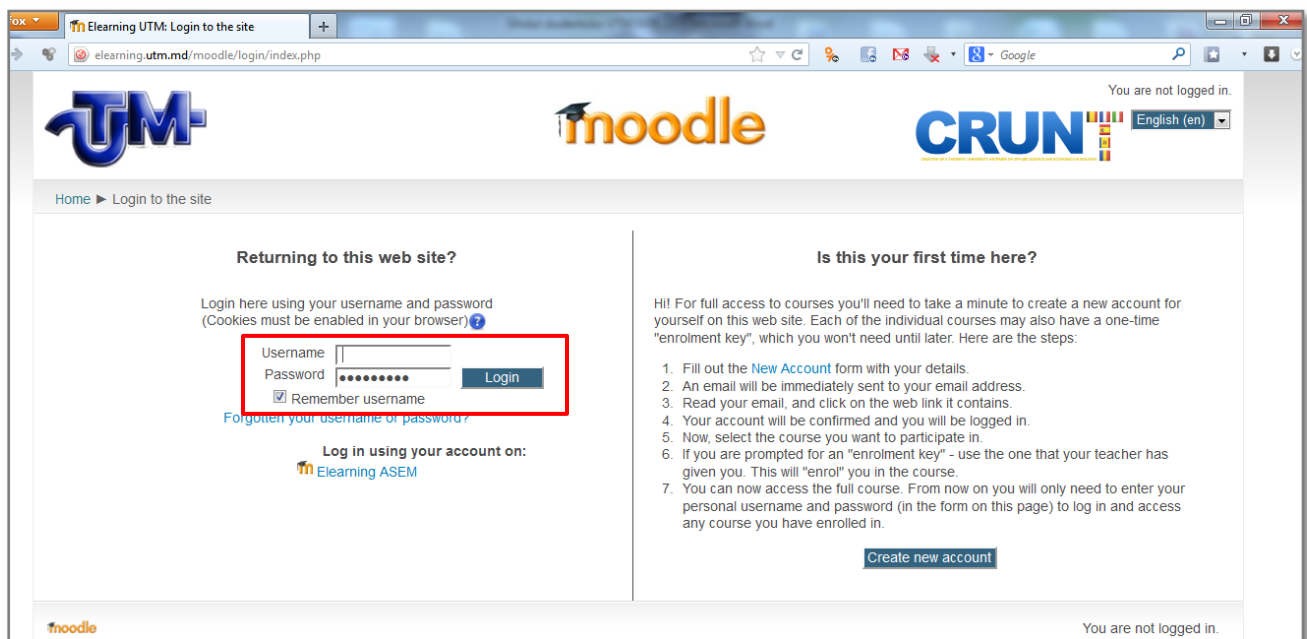 ox
Elearning UTM: Login to the site
+
elearning.utm.md/moodle/login/index.php
Google
UTM
moodle
CRUNT
You are not logged in.
English (en)
Home ► Login to the site
Returning to this web site?
Login here using your username and password
(Cookies must be enabled in your browser) ?
Username
Password •••••••••
Login
Remember username
Forgotten your username or password?
Log in using your account on:
Elearning ASEM
Is this your first time here?
Hi! For full access to courses you'll need to take a minute to create a new account for
yourself on this web site. Each of the individual courses may also have a one-time
"enrolment key", which you won't need until later. Here are the steps:
1. Fill out the New Account form with your details.
2. An email will be immediately sent to your email address.
3. Read your email, and click on the web link it contains.
4. Your account will be confirmed and you will be logged in.
5. Now, select the course you want to participate in.
6. If you are prompted for an "enrolment key" - use the one that your teacher has
given you. This will "enrol" you in the course.
7. You can now access the full course. From now on you will only need to enter your
personal username and password (in the form on this page) to log in and access
any course you have enrolled in.
Create new account
moodle
You are not logged in.